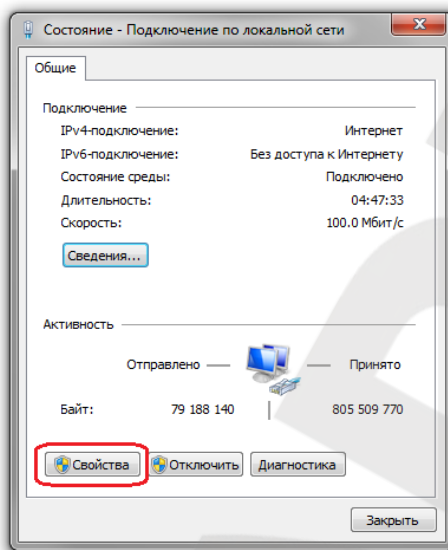 Состояние - Подключение по локальной сети
Общие
Подключение
IPv4-подключение: Интернет
IPv6-подключение: Без доступа к Интернету
Состояние среды: Подключено
Длительность: 04:47:33
Скорость: 100.0 Мбит/с
Сведения...
Активность
Отправлено Принято
Байт: 79 188 140 805 509 770
Свойства Отключить Диагностика
Закрыть